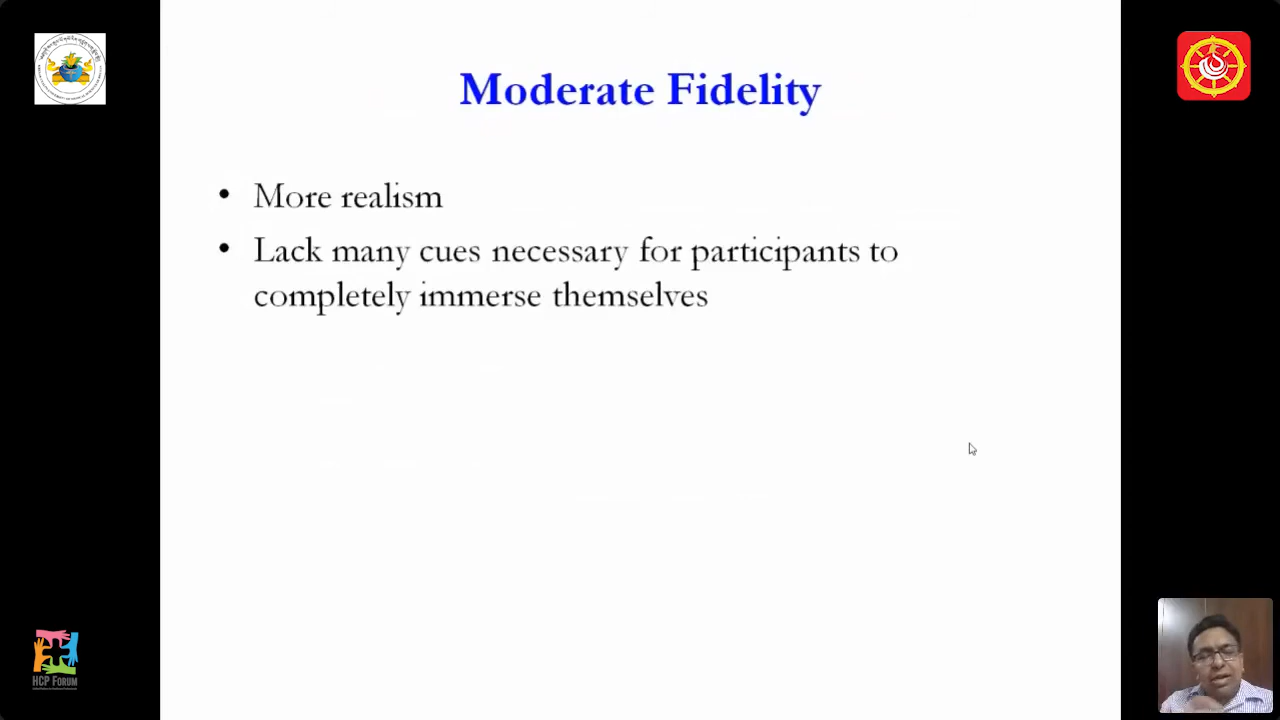 Moderate Fidelity
• More realism
• Lack many cues necessary for participants to
completely immerse themselves
HCP FORUM